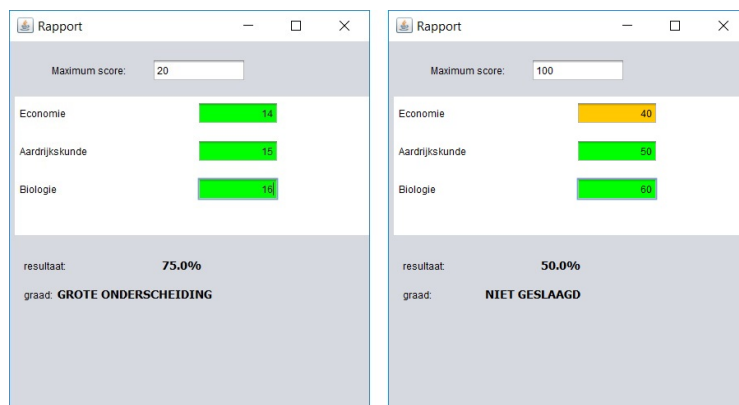 Rapport
Maximum score: 20
Economie 14
Aardrijkskunde 15
Biologie 16
resultaat: 75.0%
graad: GROTE ONDERSCHEIDING
Rapport
Maximum score: 100
Economie 40
Aardrijkskunde 50
Biologie 60
resultaat: 50.0%
graad: NIET GESLAAGD